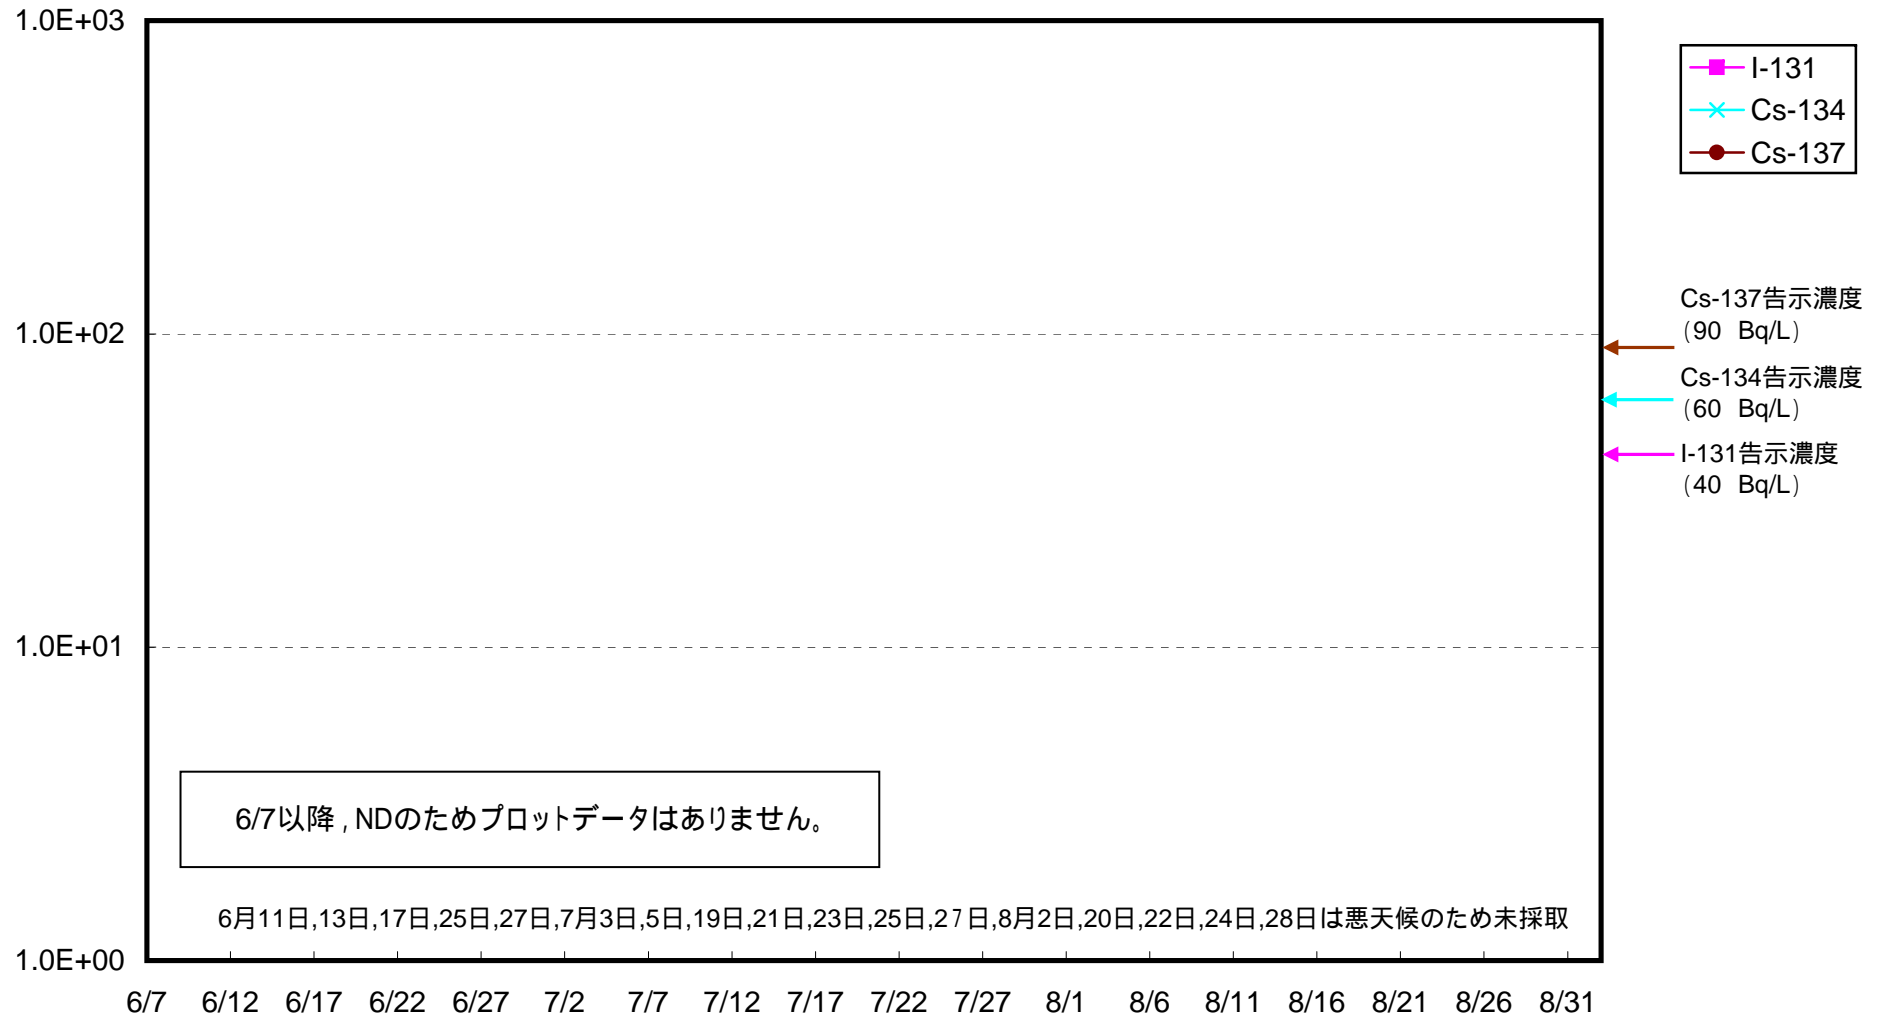 1.0E+03
1.0E+02
1.0E+01
1.0E+00
6/7 6/12 6/17 6/22 6/27 7/2 7/7 7/12 7/17 7/22 7/27 8/1 8/6 8/11 8/16 8/21 8/26 8/31
I-131
Cs-134
Cs-137
Cs-137告示濃度
(90 Bq/L)
Cs-134告示濃度
(60 Bq/L)
I-131告示濃度
(40 Bq/L)
6/7以降,NDのためプロットデータはありません。
6月11日,13日,17日,25日,27日,7月3日,5日,19日,21日,23日,25日,27日,8月2日,20日,22日,24日,28日は悪天候のため未採取